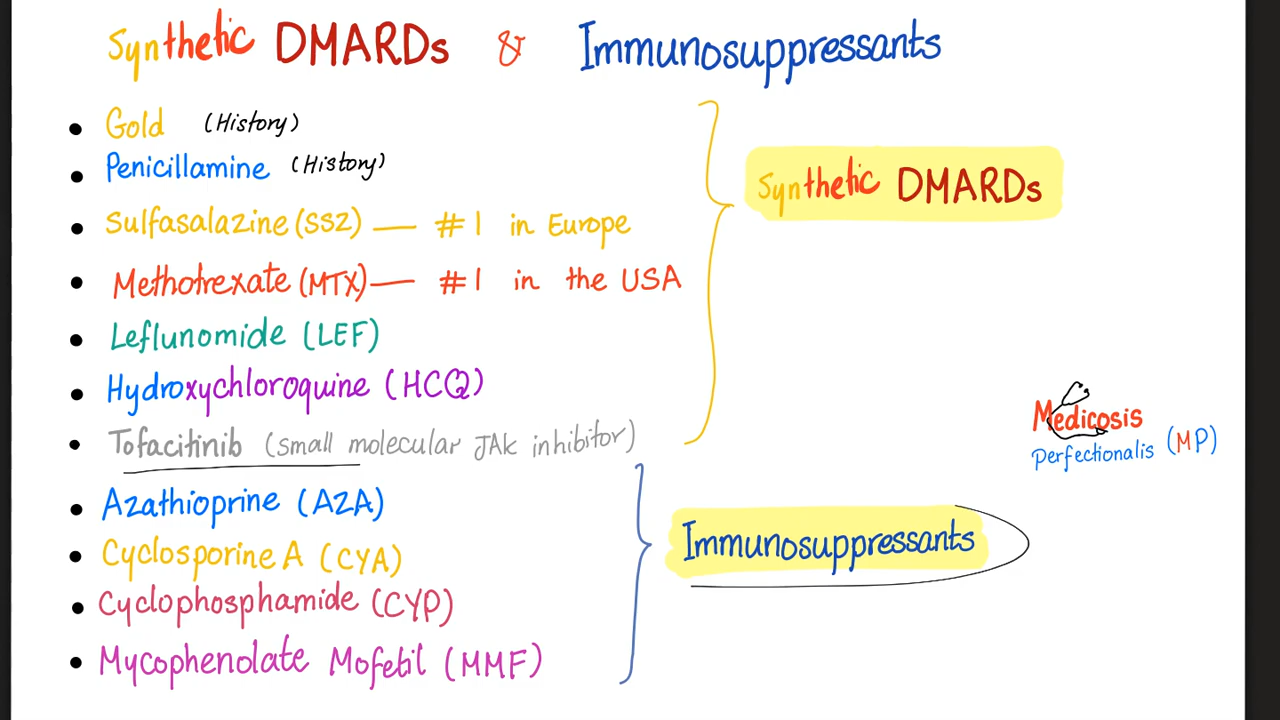 Synthetic DMARDs & Immunosuppressants
• Gold (History)
• Penicillamine (History)
• Sulfasalazine (SSZ) — #1 in Europe
• Methotrexate (MTX) — #1 in the USA
• Leflunomide (LEF)
• Hydroxychloroquine (HCQ)
• Tofacitinib (small molecular JAk inhibitor)
Synthetic DMARDs
• Azathioprine (AZA)
• Cyclosporine A (CYA)
• Cyclophosphamide (CYP)
• Mycophenolate Mofetil (MMF)
Immunosuppressants
Medicosis
Perfectionalis (MP)